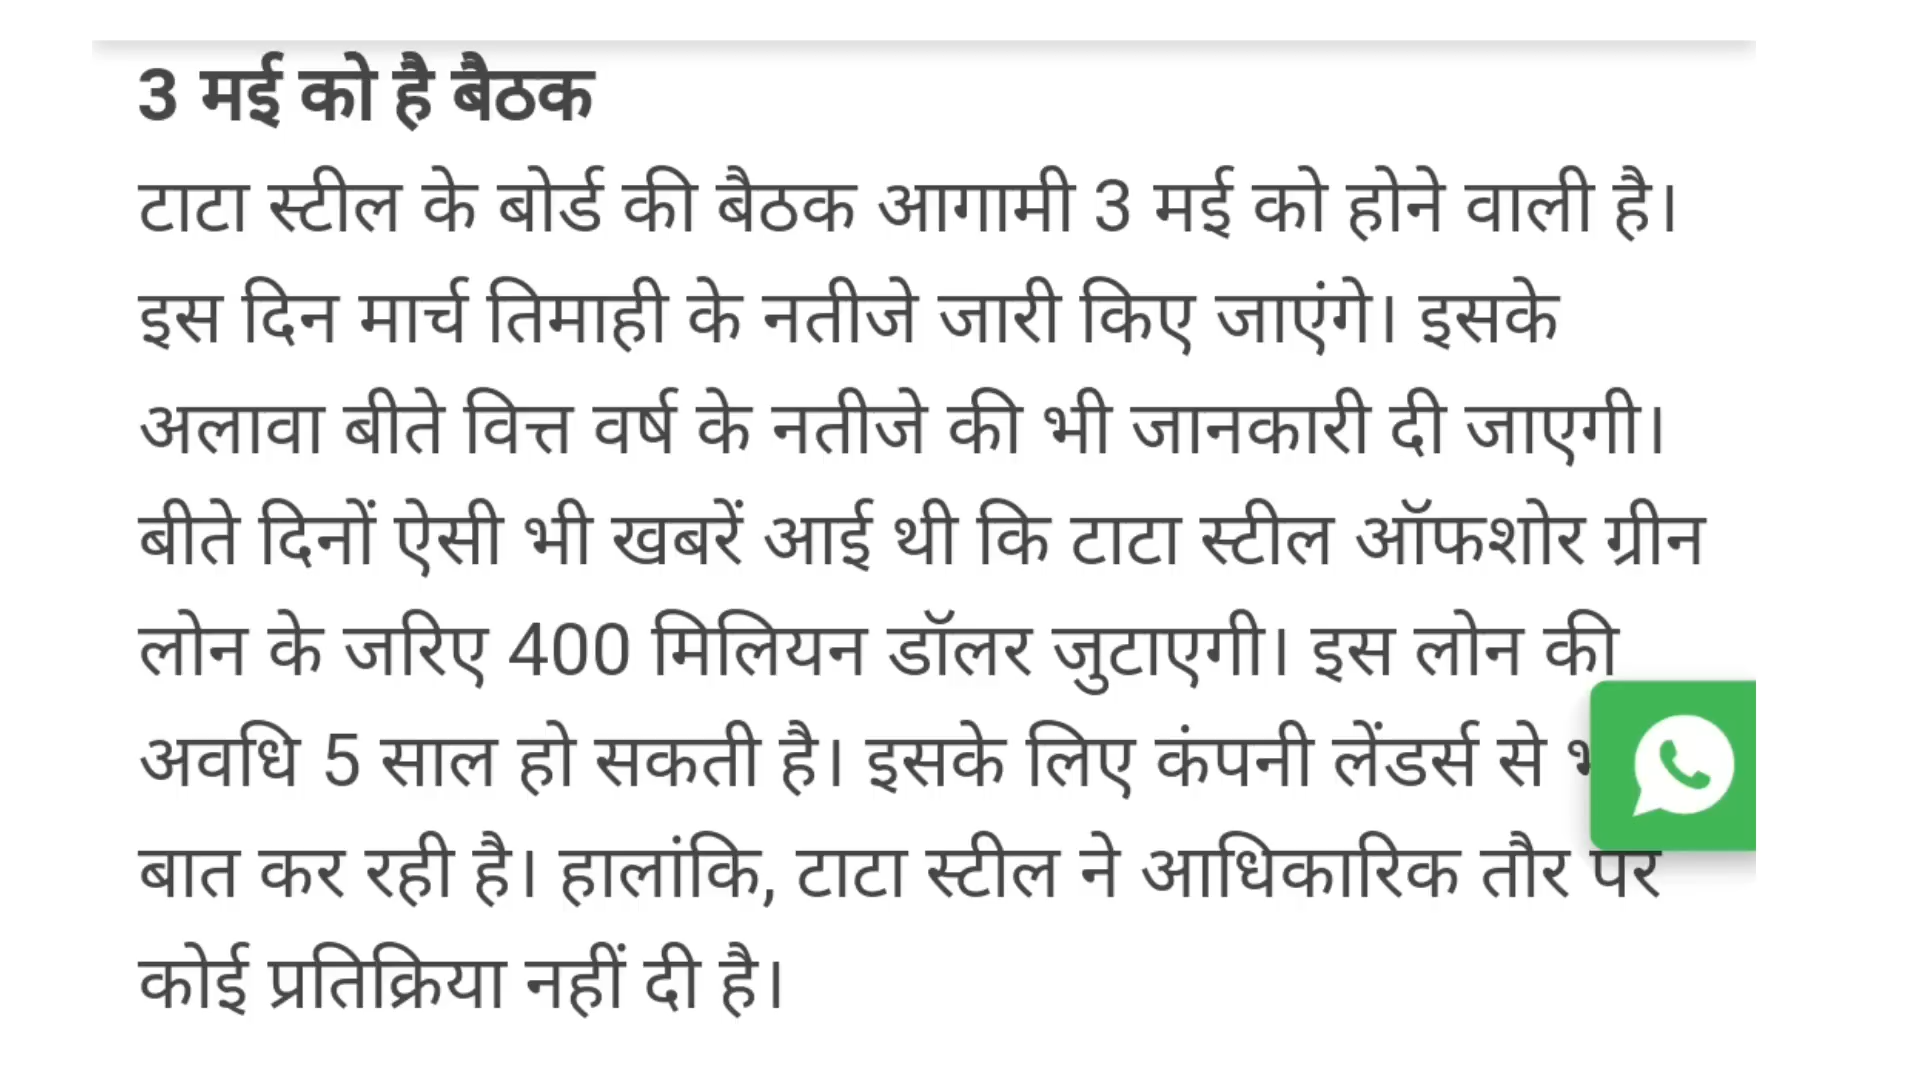 3 मई को है बैठक
टाटा स्टील के बोर्ड की बैठक आगामी 3 मई को होने वाली है।
इस दिन मार्च तिमाही के नतीजे जारी किए जाएंगे। इसके
अलावा बीते वित्त वर्ष के नतीजे की भी जानकारी दी जाएगी।
बीते दिनों ऐसी भी खबरें आई थी कि टाटा स्टील ऑफशोर ग्रीन
लोन के जरिए 400 मिलियन डॉलर जुटाएगी। इस लोन की
अवधि 5 साल हो सकती है। इसके लिए कंपनी लेंडर्स से
बात कर रही है। हालांकि, टाटा स्टील ने आधिकारिक तौर पर
कोई प्रतिक्रिया नहीं दी है।